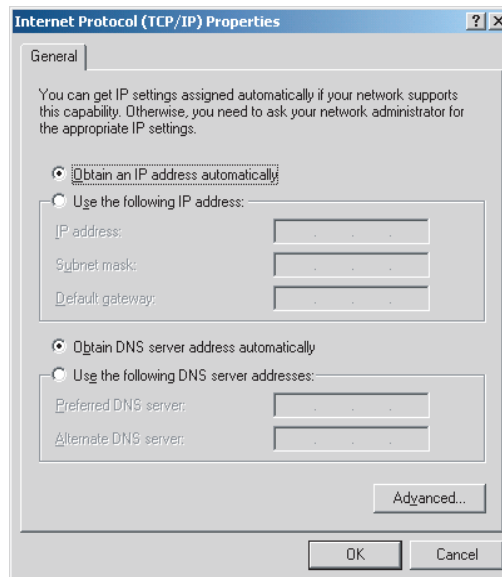 Internet Protocol (TCP/IP) Properties
General
You can get IP settings assigned automatically if your network supports
this capability. Otherwise, you need to ask your network administrator for
the appropriate IP settings.
Obtain an IP address automatically
Use the following IP address:
IP address:
Subnet mask:
Default gateway:
Obtain DNS server address automatically
Use the following DNS server addresses:
Preferred DNS server:
Alternate DNS server:
Advanced...
OK Cancel